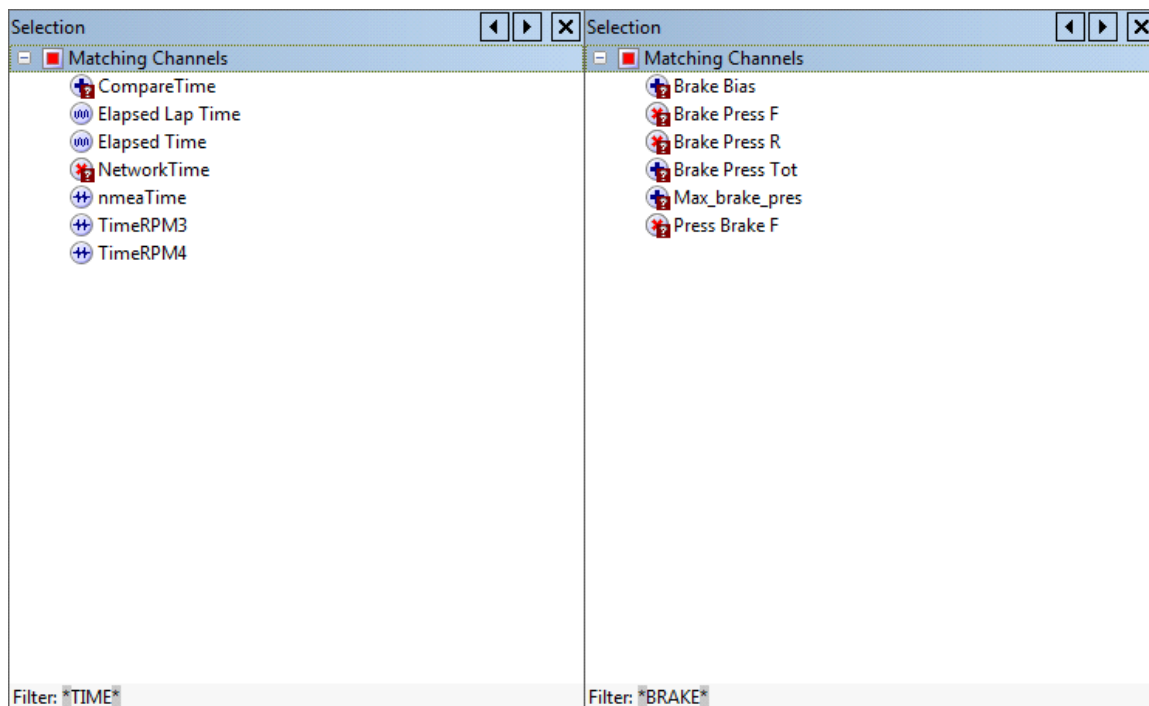 Selection
Matching Channels
CompareTime
Elapsed Lap Time
Elapsed Time
NetworkTime
nmeaTime
TimeRPM3
TimeRPM4
Filter: *TIME*
Selection
Matching Channels
Brake Bias
Brake Press F
Brake Press R
Brake Press Tot
Max_brake_pres
Press Brake F
Filter: *BRAKE*